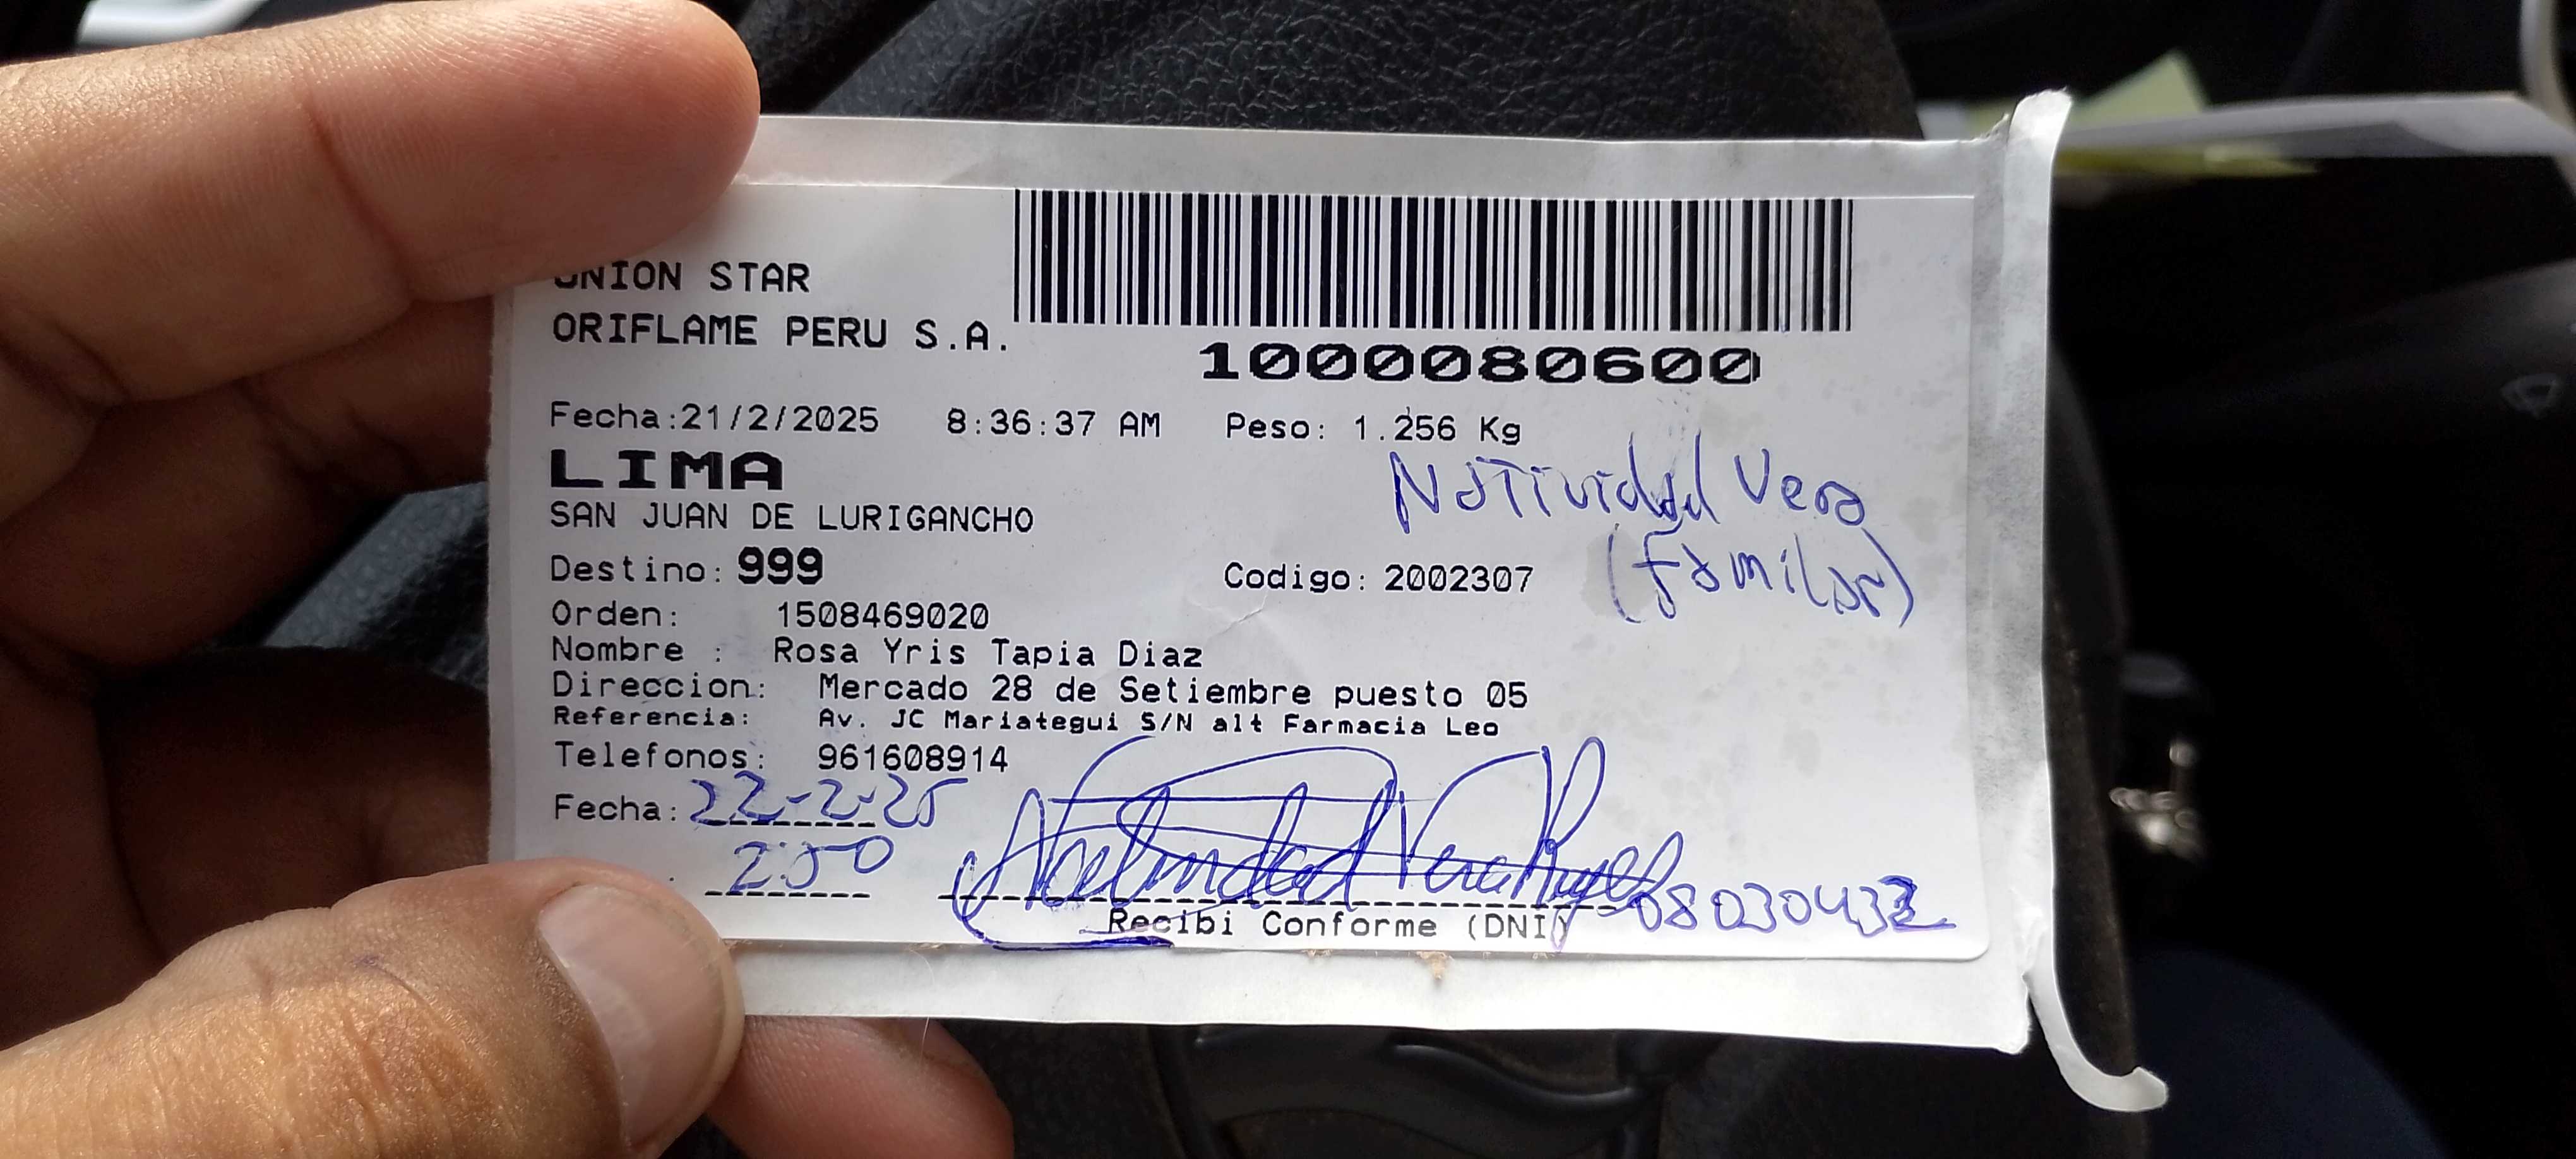 UNION STAR
ORIFLAME PERU S.A.
1000080600
Fecha:21/2/2025 8:36:37 AM Peso: 1.256 Kg
LIMA
Natividad Vera
SAN JUAN DE LURIGANCHO
(familiar)
Destino: 999 Codigo: 2002307
Orden: 1508469020
Nombre : Rosa Yris Tapia Diaz
Direccion: Mercado 28 de Setiembre puesto 05
Referencia: Av. JC Mariategui S/N alt Farmacia Leo
Telefonos: 961608914
Fecha: 22-2-25
250 Natividad Vera
Recibi Conforme (DNI)